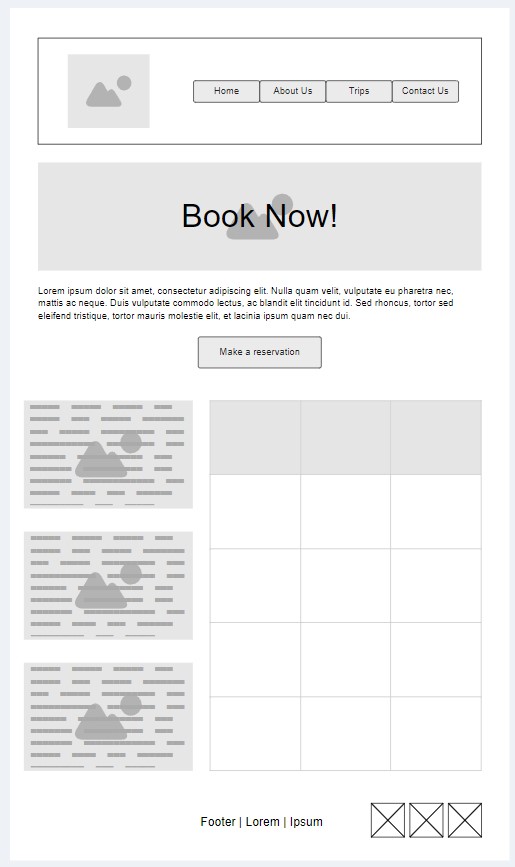 Home
About Us
Trips
Contact Us
Book Now!
Lorem ipsum dolor sit amet, consectetur adipiscing elit. Nulla quam velit, vulputate eu pharetra nec,
mattis ac neque. Duis vulputate commodo lectus, ac blandit elit tincidunt id. Sed rhoncus, tortor sed
eleifend tristique, tortor mauris molestie elit, et lacinia ipsum quam nec dui.
Make a reservation
Footer | Lorem | Ipsum